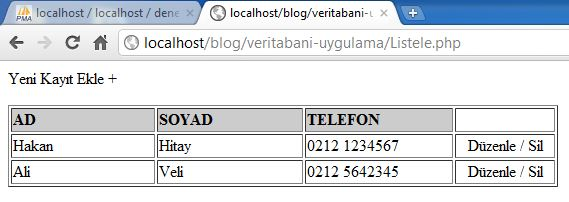 localhost / localhost / dene
localhost/blog/veritabani-u
localhost/blog/veritabani-uygulama/Listele.php
Yeni Kayıt Ekle +
AD SOYAD TELEFON
Hakan Hitay 0212 1234567 Düzenle / Sil
Ali Veli 0212 5642345 Düzenle / Sil